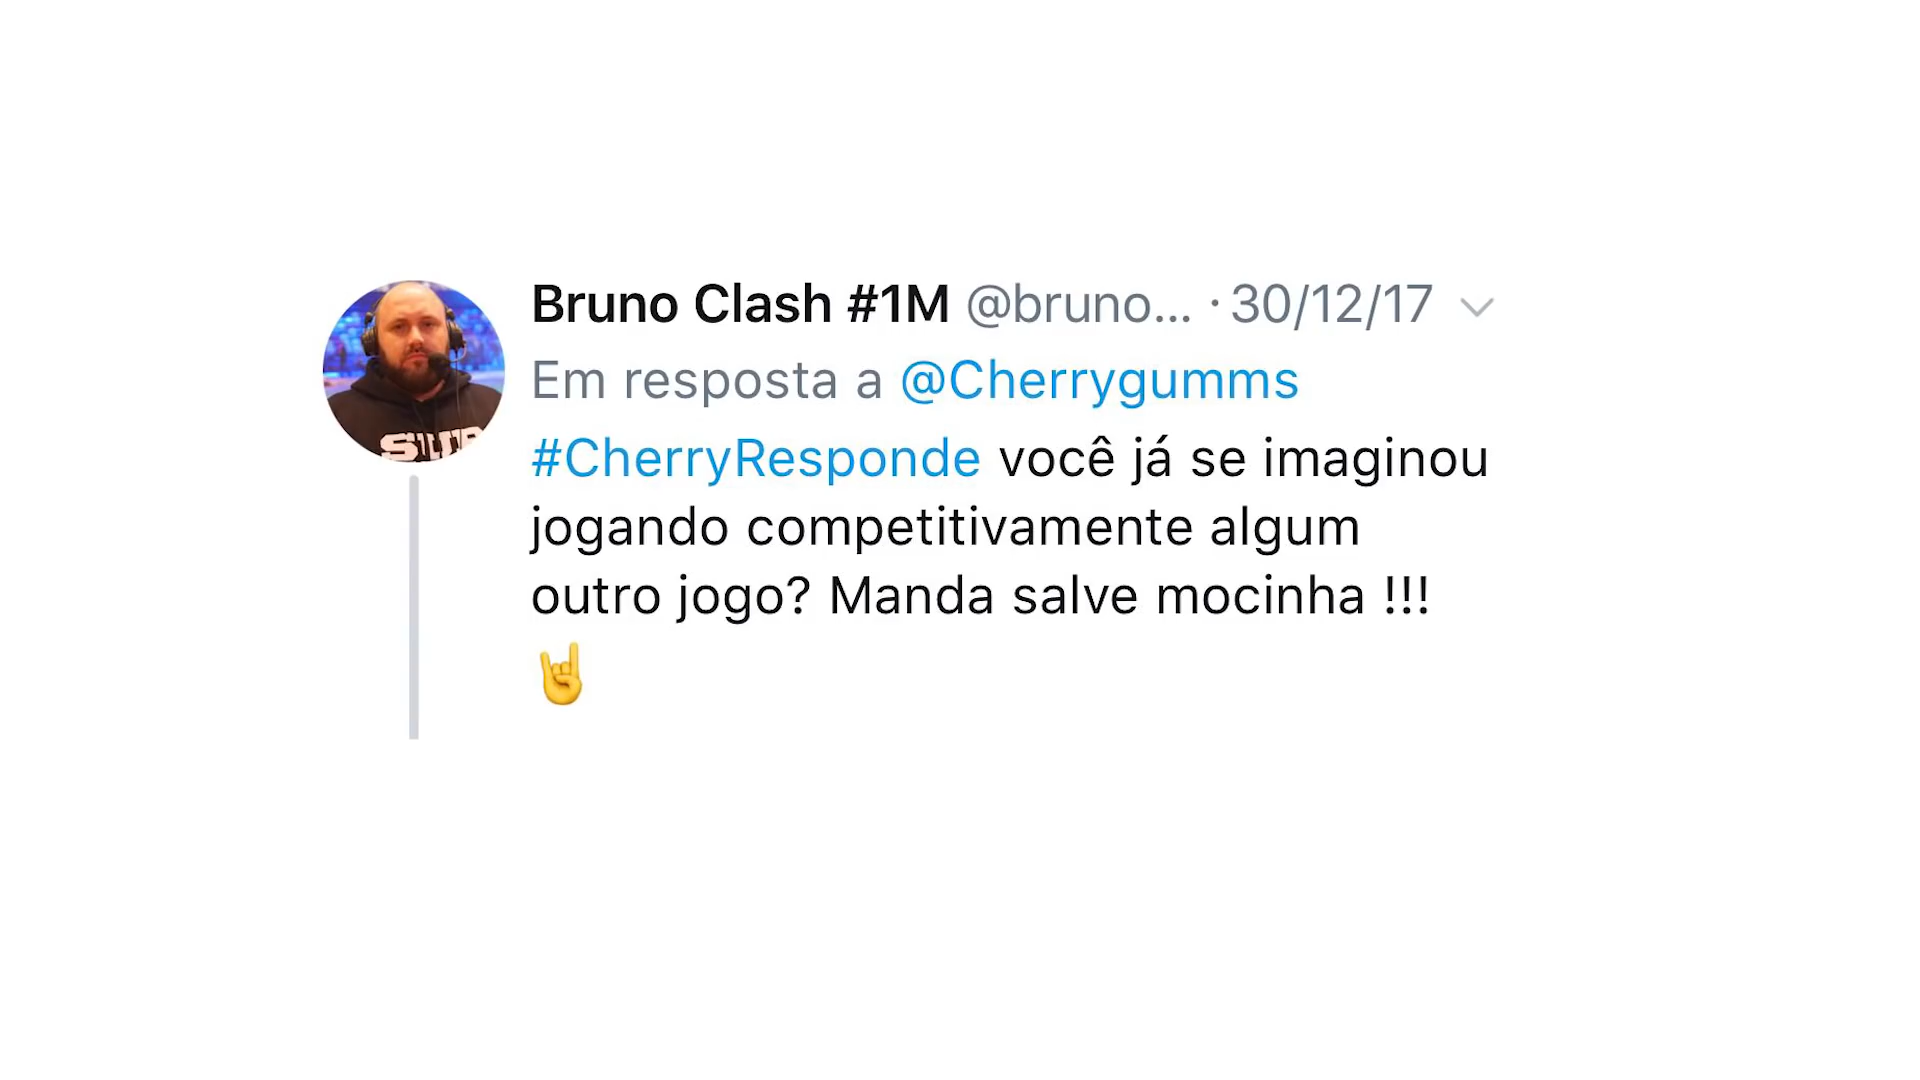 Bruno Clash #1M @bruno... · 30/12/17
Em resposta a @Cherrygumms
#CherryResponde você já se imaginou
jogando competitivamente algum
outro jogo? Manda salve mocinha !!!
🤘